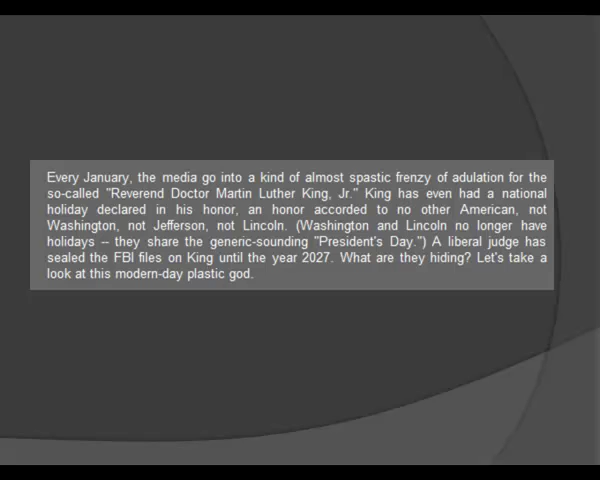 Every January, the media go into a kind of almost spastic frenzy of adulation for the
so-called "Reverend Doctor Martin Luther King, Jr." King has even had a national
holiday declared in his honor, an honor accorded to no other American, not
Washington, not Jefferson, not Lincoln. (Washington and Lincoln no longer have
holidays -- they share the generic-sounding "President's Day.") A liberal judge has
sealed the FBI files on King until the year 2027. What are they hiding? Let's take a
look at this modern-day plastic god.